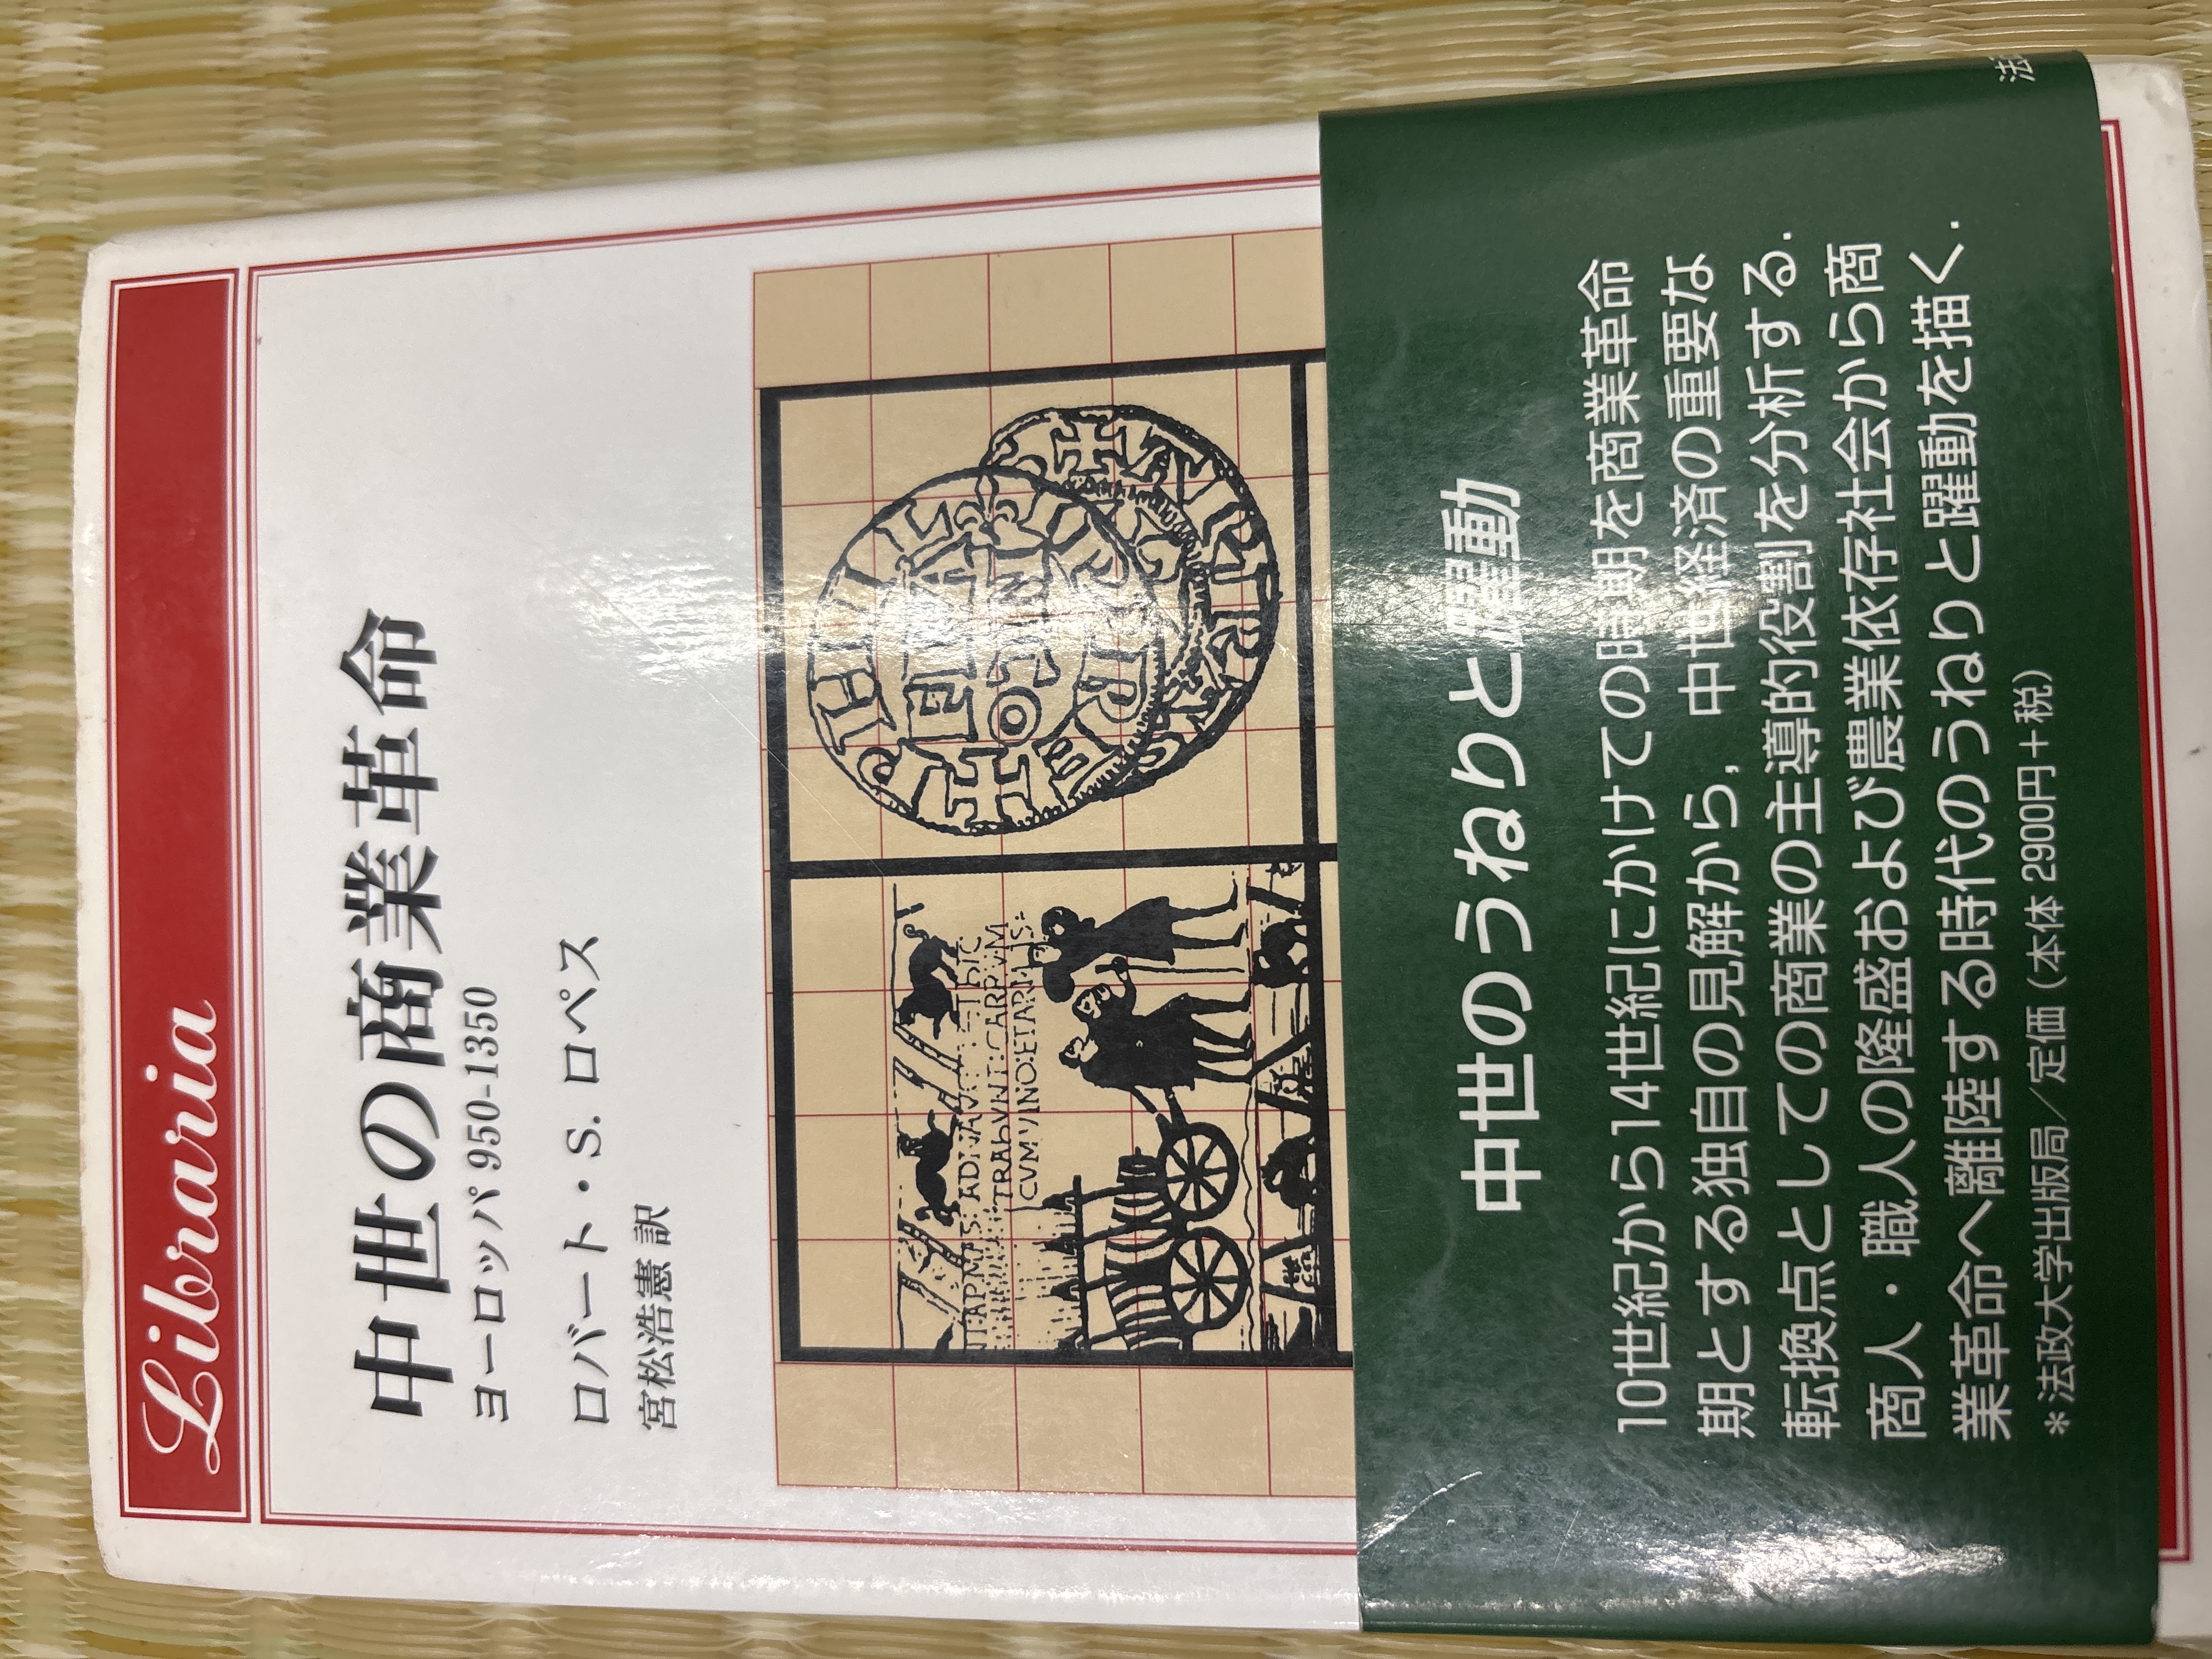 Libraria
中世の商業革命
ヨーロッパ 950-1350
ロバート・S. ロペス
宮松浩憲 訳
中世のうねりと躍動
10世紀から14世紀にかけての時期を商業革命
期とする独自の見解から，中世経済の重要な
転換点としての商業の主導的役割を分析する．
商人・職人の隆盛および農業依存社会から商
業革命へ離陸する時代のうねりと躍動を描く．
＊法政大学出版局／定価（本体 2900円＋税）
法